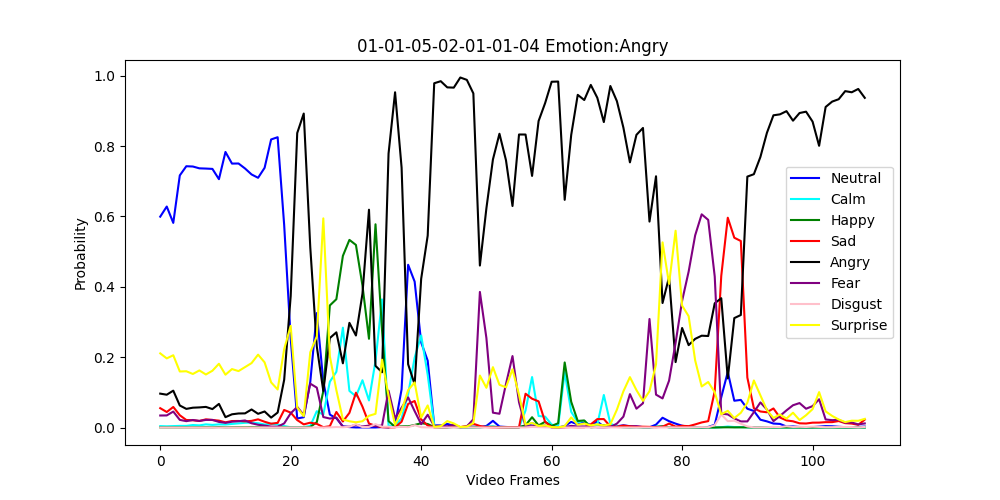 01-01-05-02-01-01-04 Emotion:Angry
Probability
1.0
0.8
0.6
0.4
0.2
0.0
0
20
40
60
80
100
Video Frames
Neutral
Calm
Happy
Sad
Angry
Fear
Disgust
Surprise